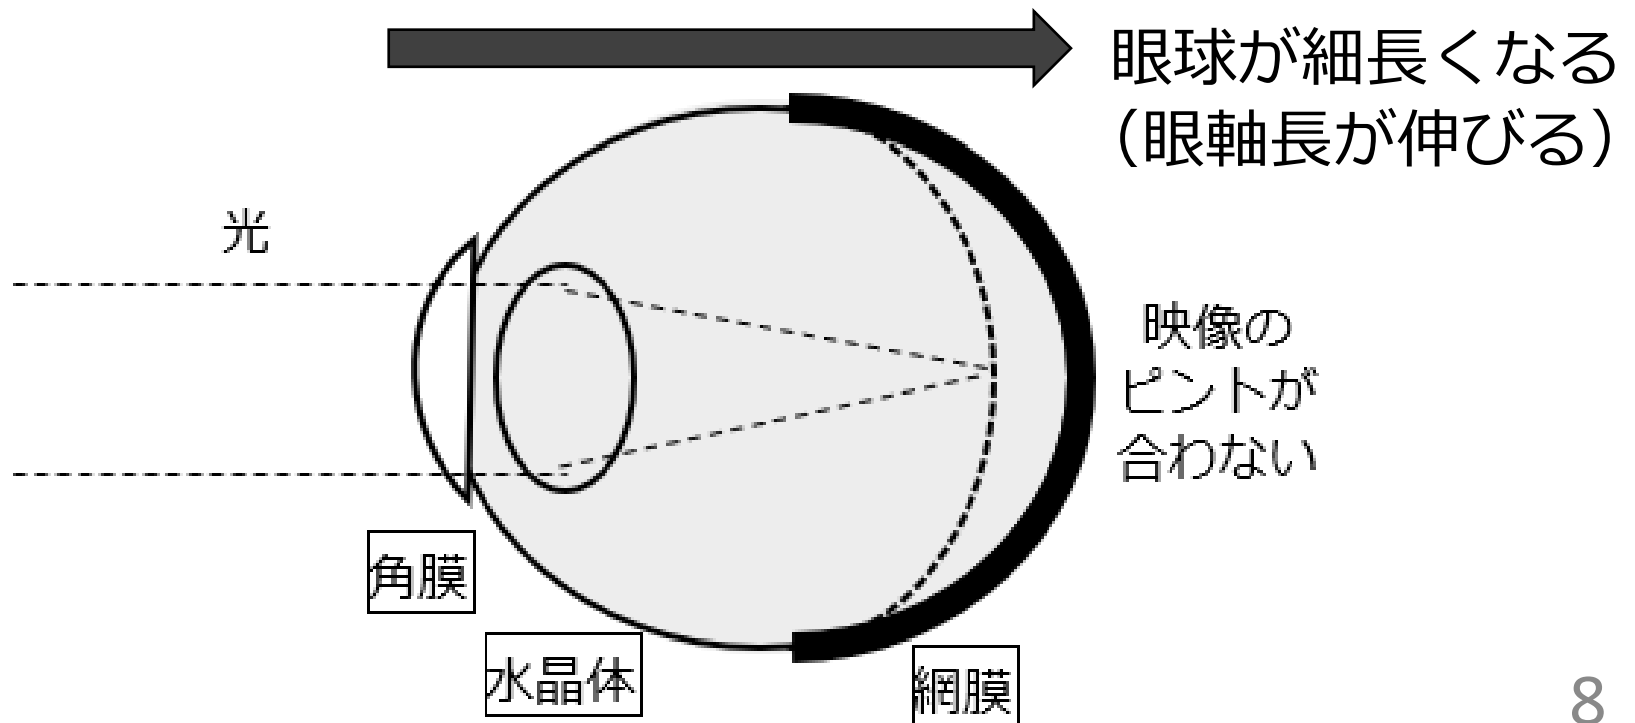 眼球が細長くなる
（眼軸長が伸びる）
光
映像の
ピントが
合わない
角膜
水晶体
網膜
8